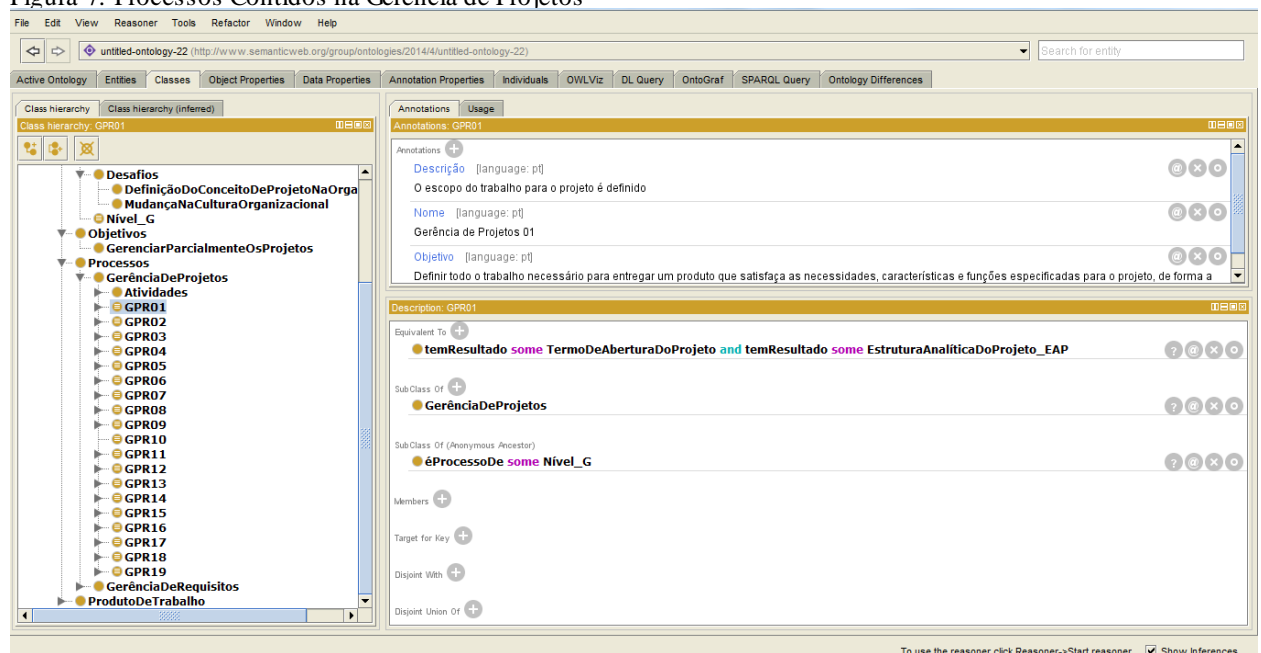 Figura 7: Processos Contidos na Gerência de Projetos
File Edit View Reasoner Tools Refactor Window Help
untitled-ontology-22 (http://www.semanticweb.org/group/ontologies/2014/4/untitled-ontology-22)
Search for entity
Active Ontology Entities Classes Object Properties Data Properties Annotation Properties Individuals OWLViz DL Query OntoGraf SPARQL Query Ontology Differences
Class hierarchy Class hierarchy (inferred)
Class hierarchy: GPR01
Desafios
DefiniçãoDoConceitoDeProjetoNaOrga
MudançaNaCulturaOrganizacional
Nível_G
Objetivos
GerenciarParcialmenteOsProjetos
Processos
GerênciaDeProjetos
Atividades
GPR01
GPR02
GPR03
GPR04
GPR05
GPR06
GPR07
GPR08
GPR09
GPR10
GPR11
GPR12
GPR13
GPR14
GPR15
GPR16
GPR17
GPR18
GPR19
GerênciaDeRequisitos
ProdutoDeTrabalho
Annotations Usage
Annotations: GPR01
Annotations
Descrição [language: pt]
O escopo do trabalho para o projeto é definido
Nome [language: pt]
Gerência de Projetos 01
Objetivo [language: pt]
Definir todo o trabalho necessário para entregar um produto que satisfaça as necessidades, características e funções especificadas para o projeto, de forma a
Description: GPR01
Equivalent To
temResultado some TermoDeAberturaDoProjeto and temResultado some EstruturaAnalíticaDoProjeto_EAP
SubClass Of
GerênciaDeProjetos
SubClass Of (Anonymous Ancestor)
éProcessoDe some Nível_G
Members
Target for Key
Disjoint With
Disjoint Union Of
To use the reasoner click Reasoner->Start reasoner Show Inferences